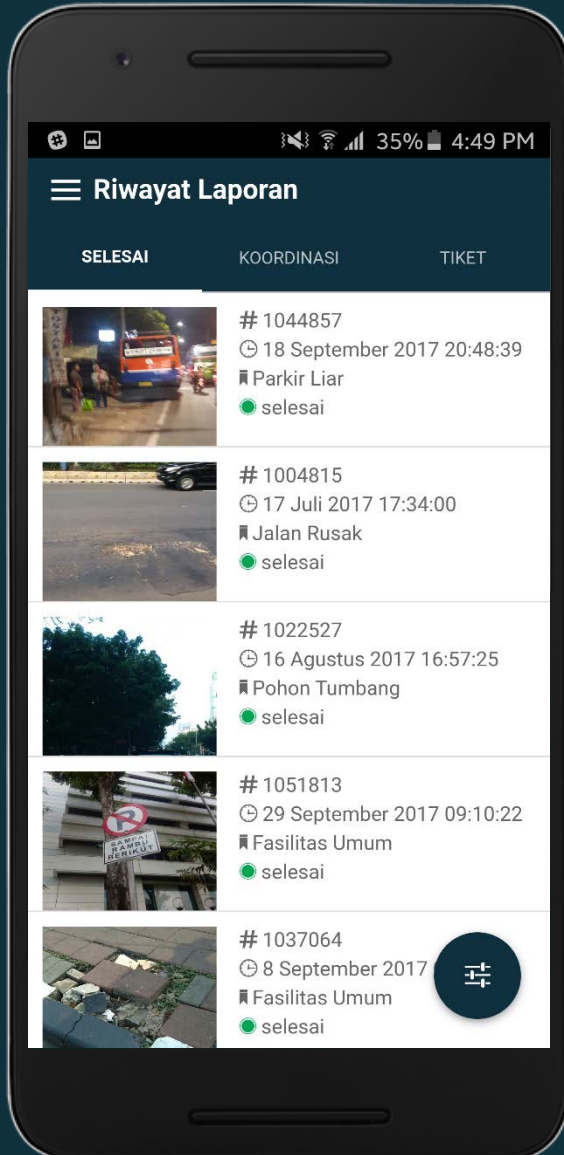 35% 4:49 PM
Riwayat Laporan
SELESAI KOORDINASI TIKET
# 1044857
18 September 2017 20:48:39
Parkir Liar
selesai
# 1004815
17 Juli 2017 17:34:00
Jalan Rusak
selesai
# 1022527
16 Agustus 2017 16:57:25
Pohon Tumbang
selesai
P
SAMPAI
RAMBU
BERIKUT
# 1051813
29 September 2017 09:10:22
Fasilitas Umum
selesai
# 1037064
8 September 2017
Fasilitas Umum
selesai